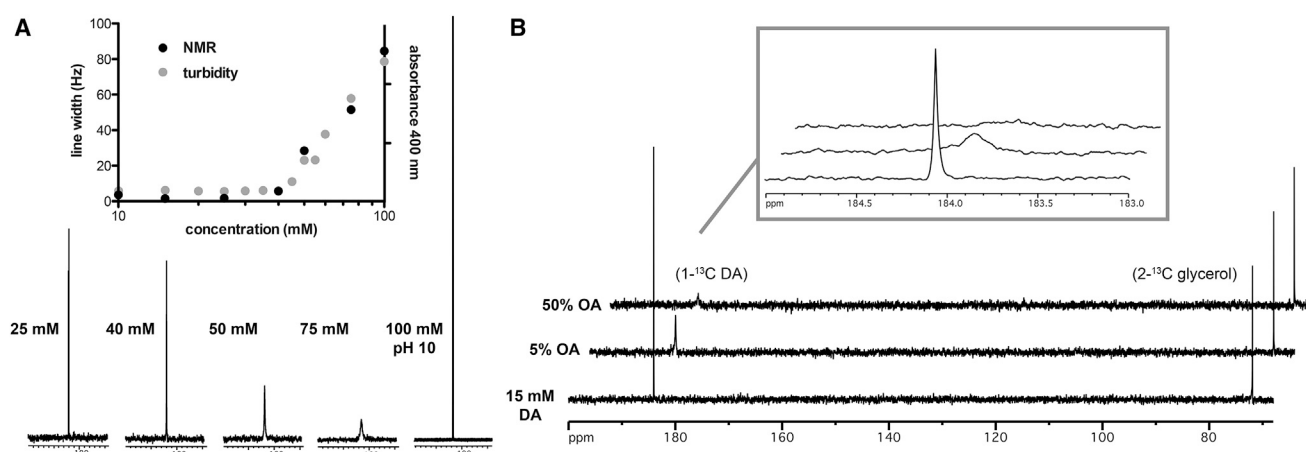 A
100
80
60
40
20
0
line width (Hz)
NMR
turbidity
absorbance 400 nm
10
100
concentration (mM)
25 mM
40 mM
50 mM
75 mM
100 mM
pH 10
B
ppm
184.5
184.0
183.5
183.0
(1-¹³C DA)
(2-¹³C glycerol)
50% OA
5% OA
15 mM
DA
ppm
180
160
140
120
100
80